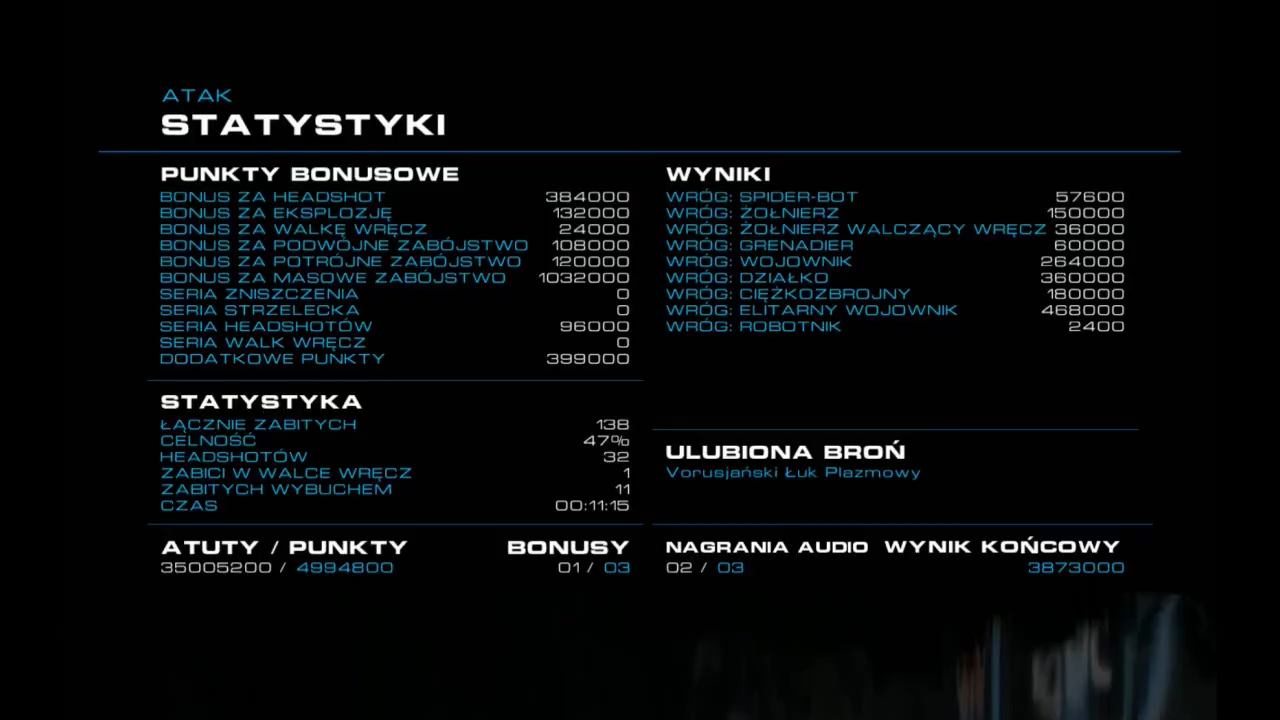 ATAK
STATYSTYKI
PUNKTY BONUSOWE
BONUS ZA HEADSHOT 384000
BONUS ZA EKSPLOZJĘ 132000
BONUS ZA WALKĘ WRĘCZ 24000
BONUS ZA PODWÓJNE ZABÓJSTWO 108000
BONUS ZA POTRÓJNE ZABÓJSTWO 120000
BONUS ZA MASOWE ZABÓJSTWO 1032000
SERIA ZNISZCZENIA 0
SERIA STRZELECKA 0
SERIA HEADSHOTÓW 96000
SERIA WALK WRĘCZ 0
DODATKOWE PUNKTY 399000
WYNIKI
WRÓG: SPIDER-BOT 57600
WRÓG: ŻOŁNIERZ 150000
WRÓG: ŻOŁNIERZ WALCZĄCY WRĘCZ 36000
WRÓG: GRENADIER 60000
WRÓG: WOJOWNIK 264000
WRÓG: DZIAŁKO 360000
WRÓG: CIĘŻKOZBROJNY 180000
WRÓG: ELITARNY WOJOWNIK 468000
WRÓG: ROBOTNIK 2400
STATYSTYKA
ŁĄCZNIE ZABITYCH 138
CELNOŚĆ 47%
HEADSHOTÓW 32
ZABICI W WALCE WRĘCZ 1
ZABITYCH WYBUCHEM 11
CZAS 00:11:15
ULUBIONA BROŃ
Vorusjański Łuk Plazmowy
ATUTY / PUNKTY BONUSY
35005200 / 4994800 01 / 03
NAGRANIA AUDIO WYNIK KOŃCOWY
02 / 03 3873000